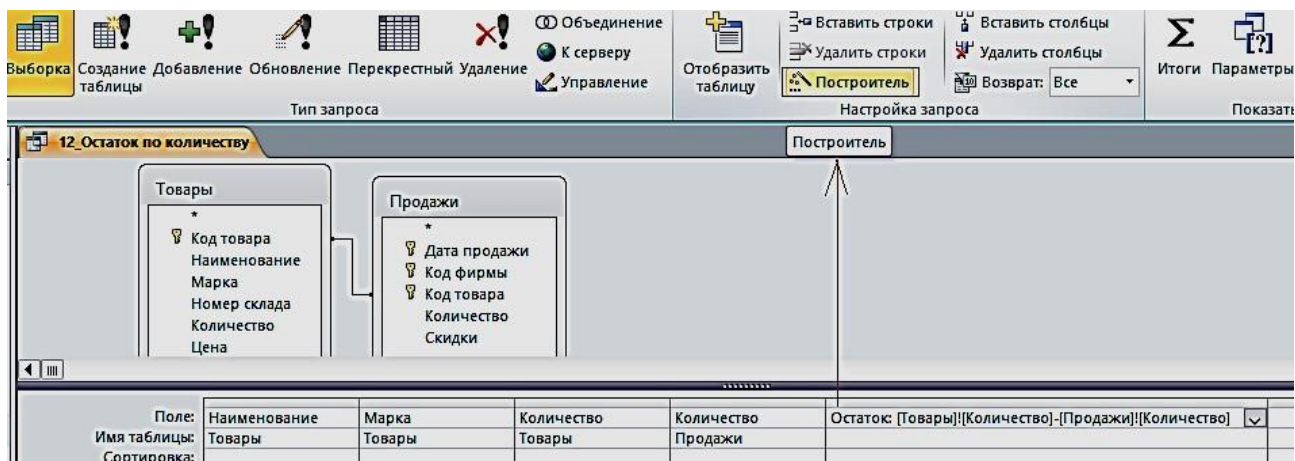 Выборка Создание таблицы Добавление Обновление Перекрестный Удаление
Объединение
К серверу
Управление
Тип запроса
Отобразить таблицу
Вставить строки
Удалить строки
Построитель
Вставить столбцы
Удалить столбцы
Возврат: Все
Настройка запроса
Итоги Параметры
Показать
12_Остаток по количеству
Построитель
Товары
*
Код товара
Наименование
Марка
Номер склада
Количество
Цена
Продажи
*
Дата продажи
Код фирмы
Код товара
Количество
Скидки
Поле: Наименование Марка Количество Количество Остаток: [Товары]![Количество]-[Продажи]![Количество]
Имя таблицы: Товары Товары Товары Продажи
Сортировка: